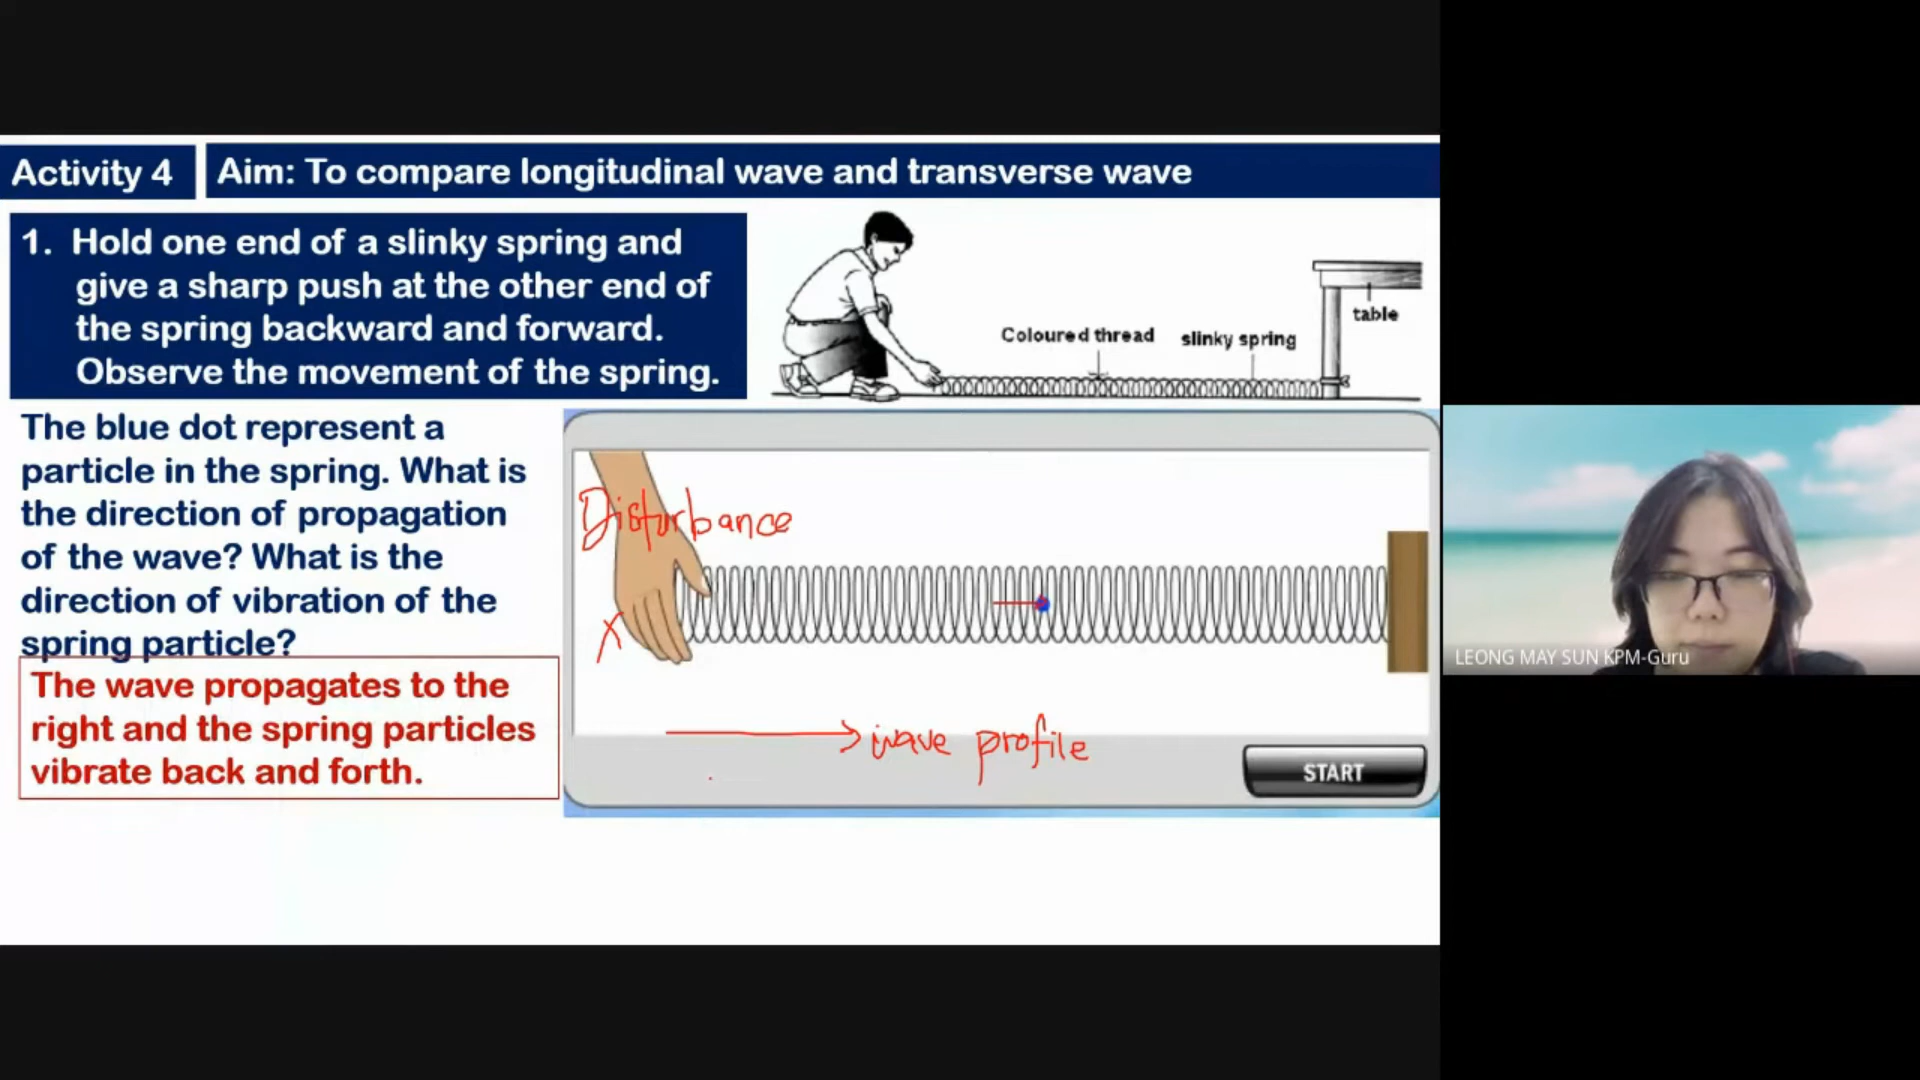 Activity 4
Aim: To compare longitudinal wave and transverse wave
1. Hold one end of a slinky spring and
give a sharp push at the other end of
the spring backward and forward.
Observe the movement of the spring.
Coloured thread
slinky spring
table
The blue dot represent a
particle in the spring. What is
the direction of propagation
of the wave? What is the
direction of vibration of the
spring particle?
The wave propagates to the
right and the spring particles
vibrate back and forth.
Disturbance
X
wave profile
START
LEONG MAY SUN KPM-Guru